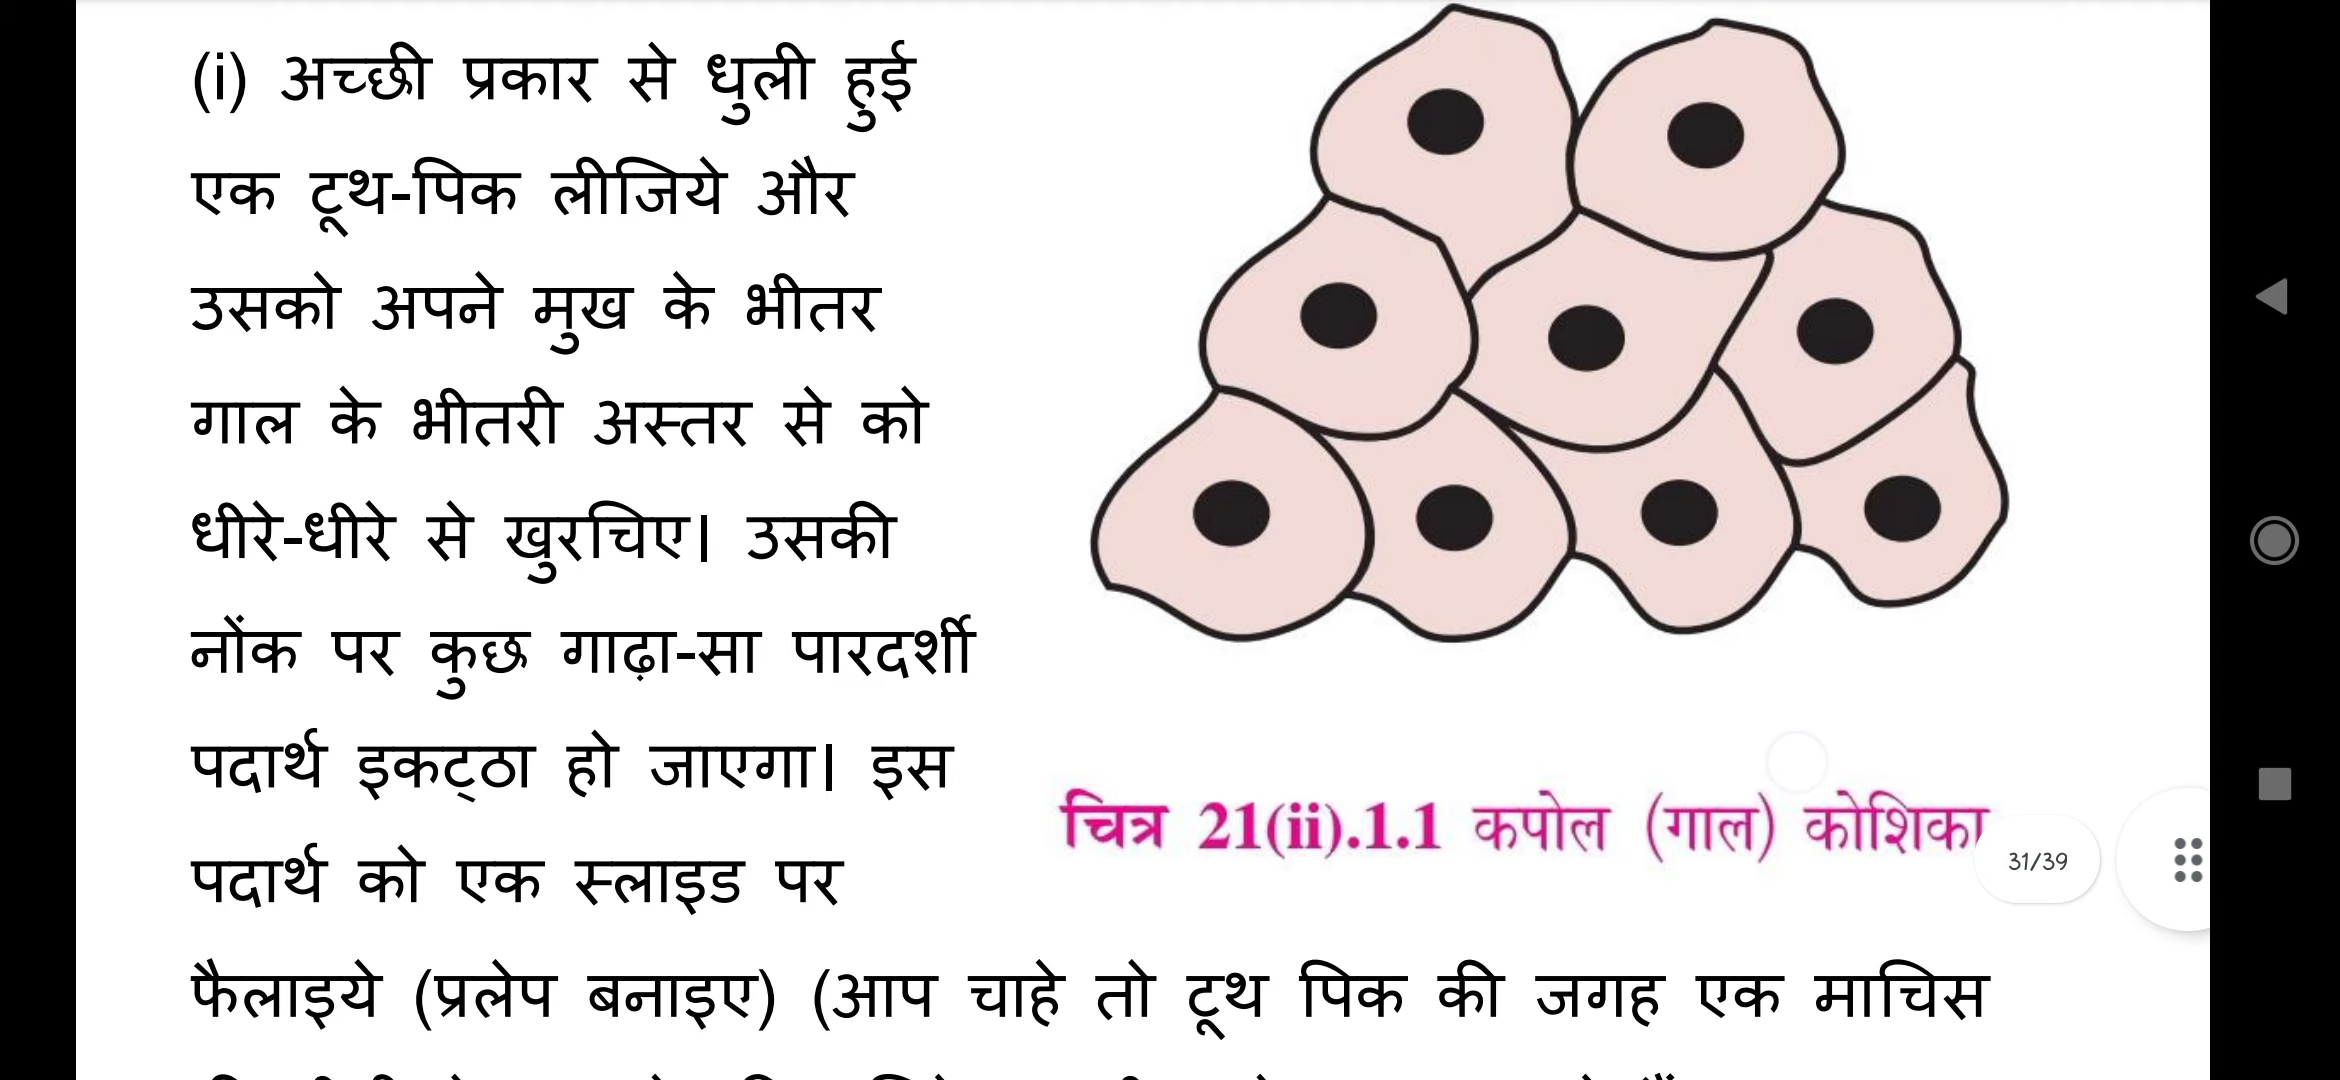 (i) अच्छी प्रकार से धुली हुई
एक टूथ-पिक लीजिये और
उसको अपने मुख के भीतर
गाल के भीतरी अस्तर से को
धीरे-धीरे से खुरचिए। उसकी
नोंक पर कुछ गाढ़ा-सा पारदर्शी
पदार्थ इकट्ठा हो जाएगा। इस
पदार्थ को एक स्लाइड पर
फैलाइये (प्रलेप बनाइए) (आप चाहे तो टूथ पिक की जगह एक माचिस
चित्र 21(ii).1.1 कपोल (गाल) कोशिका
31/39